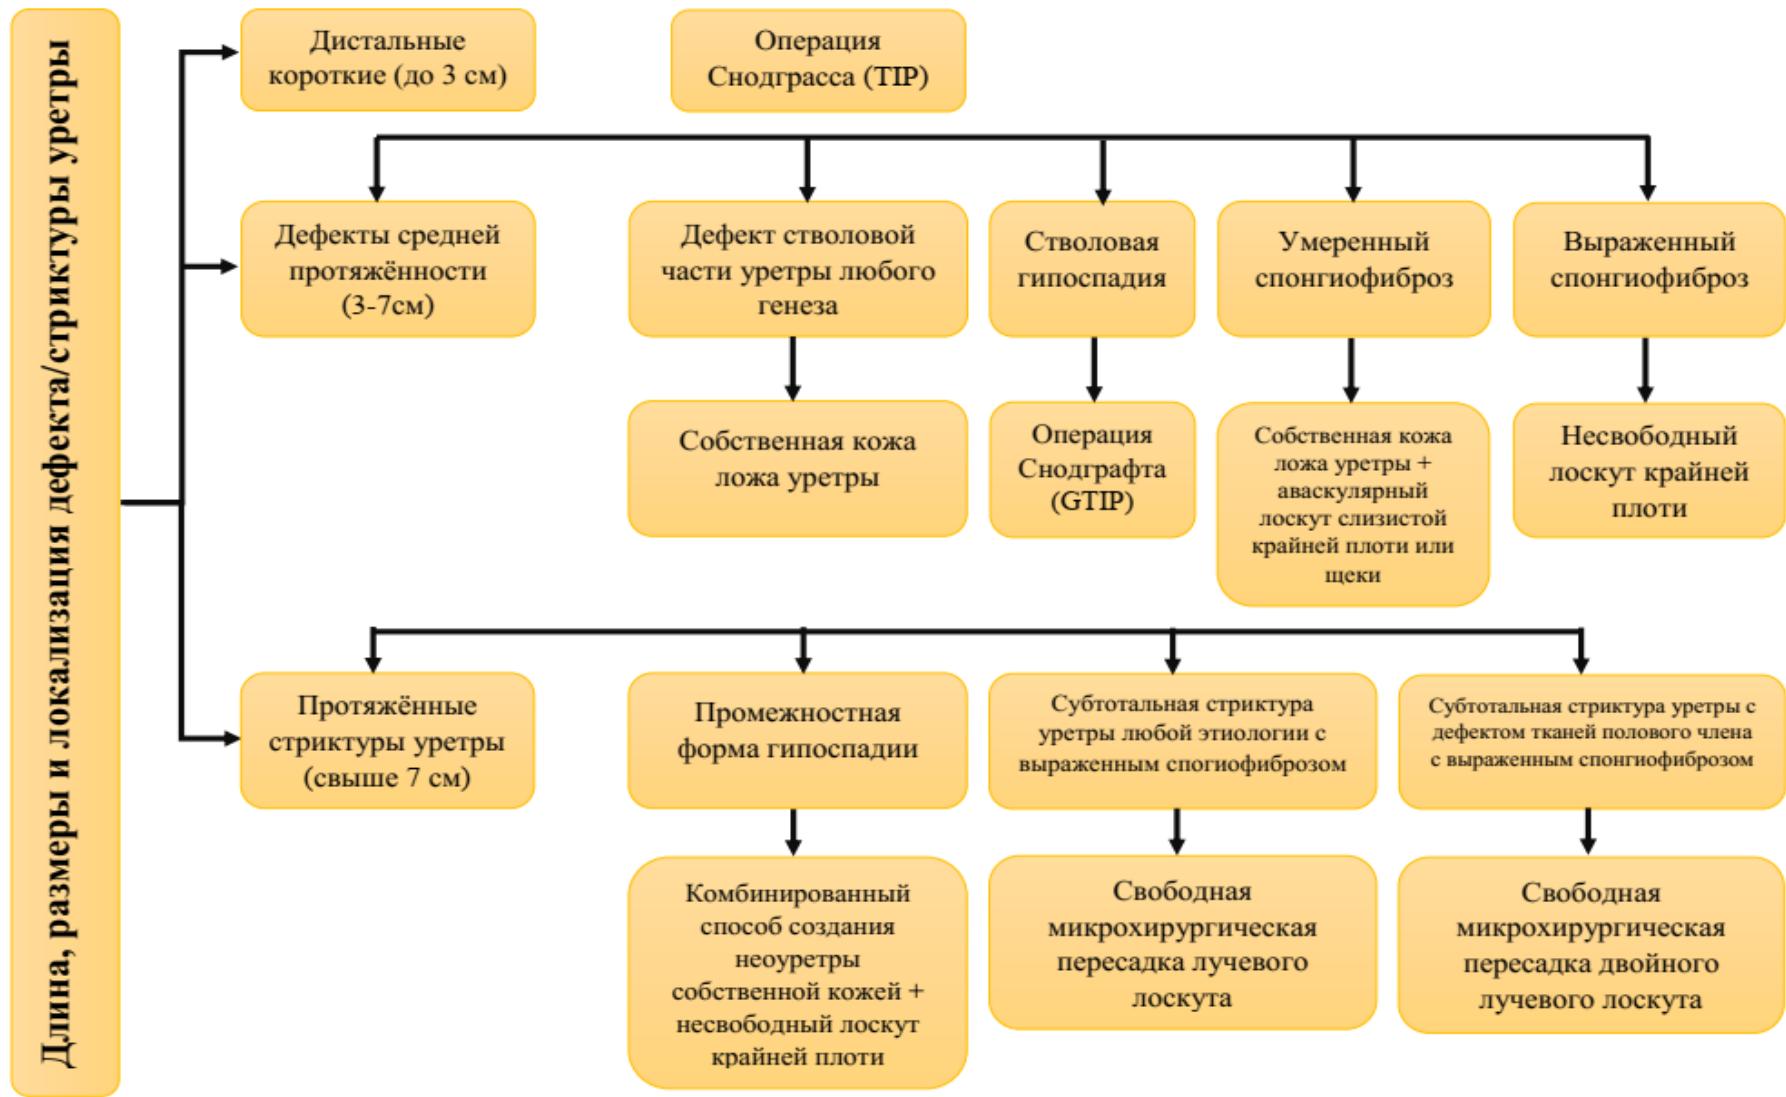 Длина, размеры и локализация дефекта/стриктуры уретры
Дистальные
короткие (до 3 см)
Операция
Снодграсса (TIP)
Дефекты средней
протяжённости
(3-7см)
Дефект стволовой
части уретры любого
генеза
Стволовая
гипоспадия
Умеренный
спонгиофиброз
Выраженный
спонгиофиброз
Собственная кожа
ложа уретры
Операция
Снодграфта
(GTIP)
Собственная кожа
ложа уретры +
аваскулярный
лоскут слизистой
крайней плоти или
щеки
Несвободный
лоскут крайней
плоти
Протяжённые
стриктуры уретры
(свыше 7 см)
Промежностная
форма гипоспадии
Субтотальная стриктура
уретры любой этиологии с
выраженным спогиофиброзом
Субтотальная структура уретры с
дефектом тканей полового члена
с выраженным спонгиофиброзом
Комбинированный
способ создания
неоуретры
собственной кожей +
несвободный лоскут
крайней плоти
Свободная
микрохирургическая
пересадка лучевого
лоскута
Свободная
микрохирургическая
пересадка двойного
лучевого лоскута